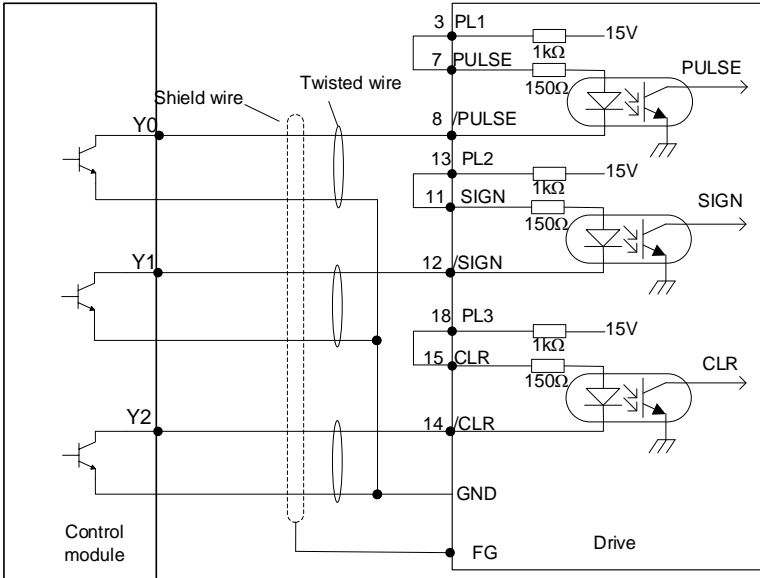 3 PL1
15V
1kΩ
7 PULSE
150Ω
PULSE
Twisted wire
Shield wire
Y0
8 /PULSE
13 PL2
15V
1kΩ
11 SIGN
150Ω
SIGN
Y1
12 /SIGN
18 PL3
15V
1kΩ
15 CLR
150Ω
CLR
Y2
14 /CLR
GND
Control
module
Drive
FG